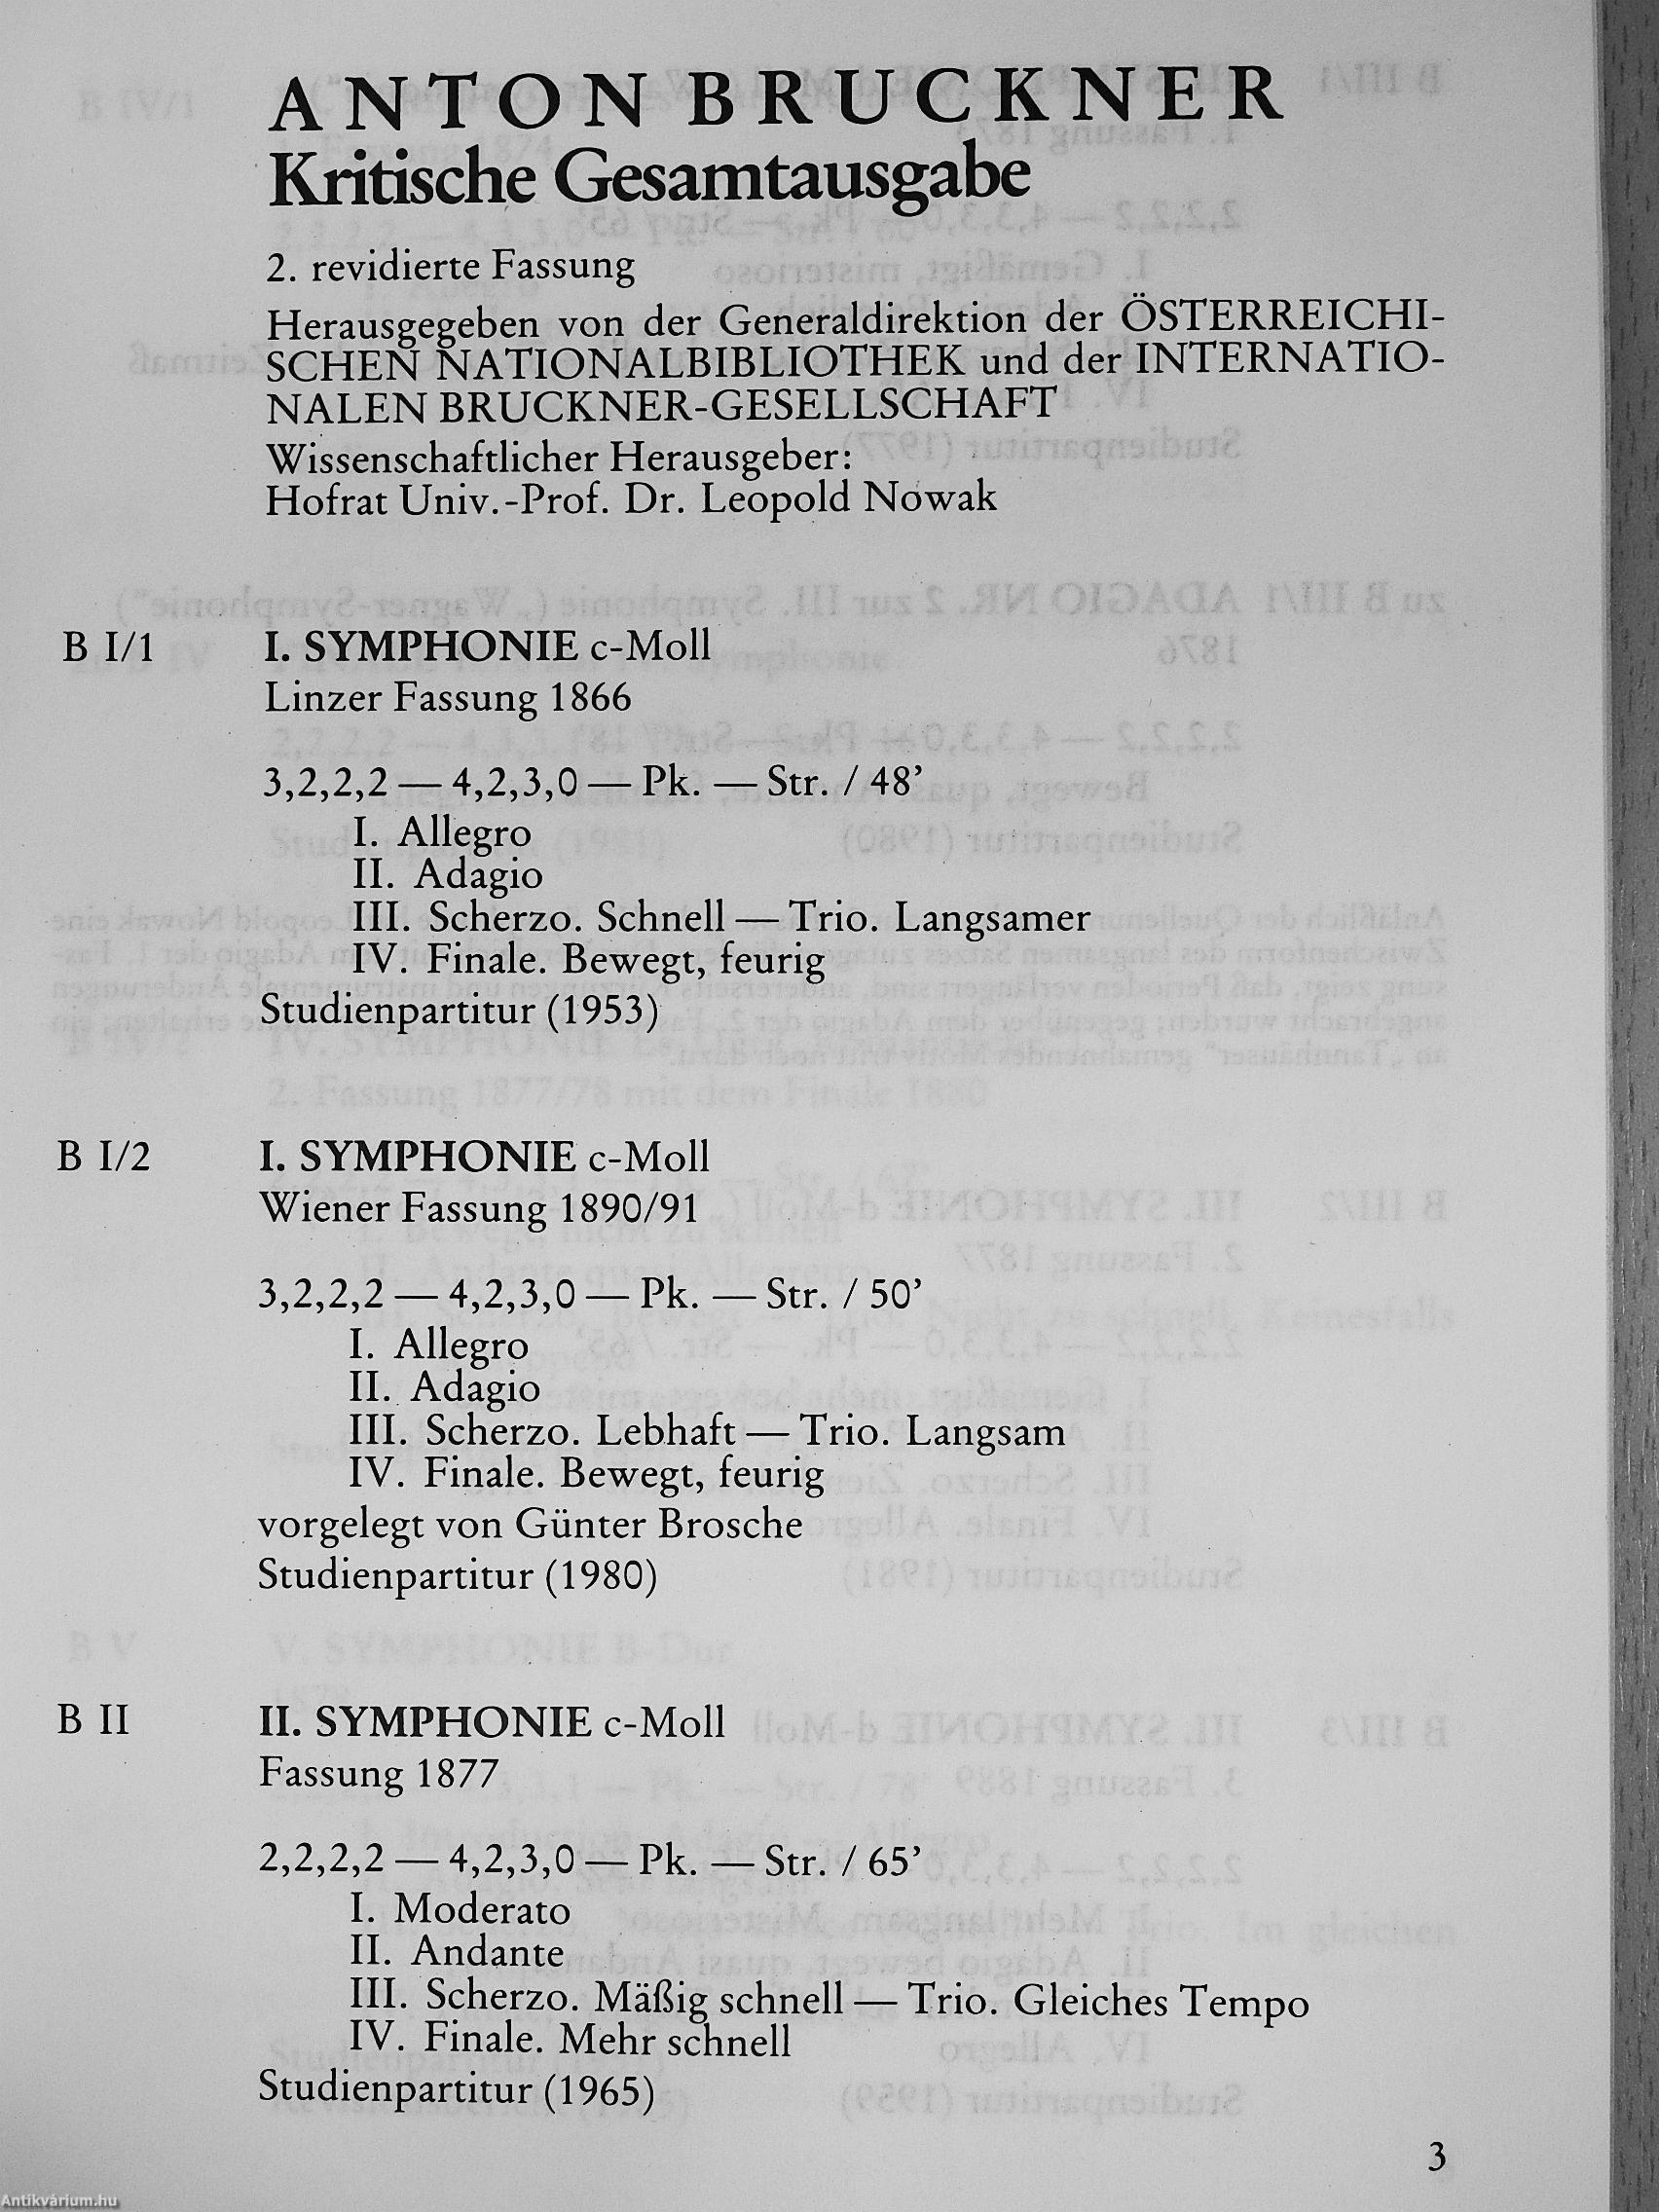 ANTON BRUCKNER
Kritische Gesamtausgabe
2. revidierte Fassung
Herausgegeben von der Generaldirektion der ÖSTERREICHI-
SCHEN NATIONALBIBLIOTHEK und der INTERNATIO-
NALEN BRUCKNER-GESELLSCHAFT
Wissenschaftlicher Herausgeber:
Hofrat Univ.-Prof. Dr. Leopold Nowak
B I/1 I. SYMPHONIE c-Moll
Linzer Fassung 1866
3,2,2,2 — 4,2,3,0 — Pk. — Str. / 48’
I. Allegro
II. Adagio
III. Scherzo. Schnell — Trio. Langsamer
IV. Finale. Bewegt, feurig
Studienpartitur (1953)
B I/2 I. SYMPHONIE c-Moll
Wiener Fassung 1890/91
3,2,2,2 — 4,2,3,0 — Pk. — Str. / 50’
I. Allegro
II. Adagio
III. Scherzo. Lebhaft — Trio. Langsam
IV. Finale. Bewegt, feurig
vorgelegt von Günter Brosche
Studienpartitur (1980)
B II II. SYMPHONIE c-Moll
Fassung 1877
2,2,2,2 — 4,2,3,0 — Pk. — Str. / 65’
I. Moderato
II. Andante
III. Scherzo. Mäßig schnell — Trio. Gleiches Tempo
IV. Finale. Mehr schnell
Studienpartitur (1965)
3
Antikvárium.hu